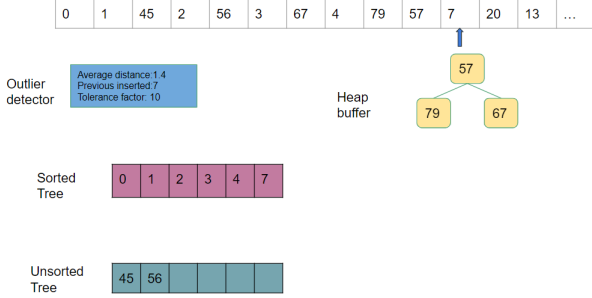 0 1 45 2 56 3 67 4 79 57 7 20 13 ...
Outlier
detector
Average distance:1.4
Previous inserted:7
Tolerance factor: 10
Heap
buffer
57
79 67
Sorted
Tree
0 1 2 3 4 7
Unsorted
Tree
45 56